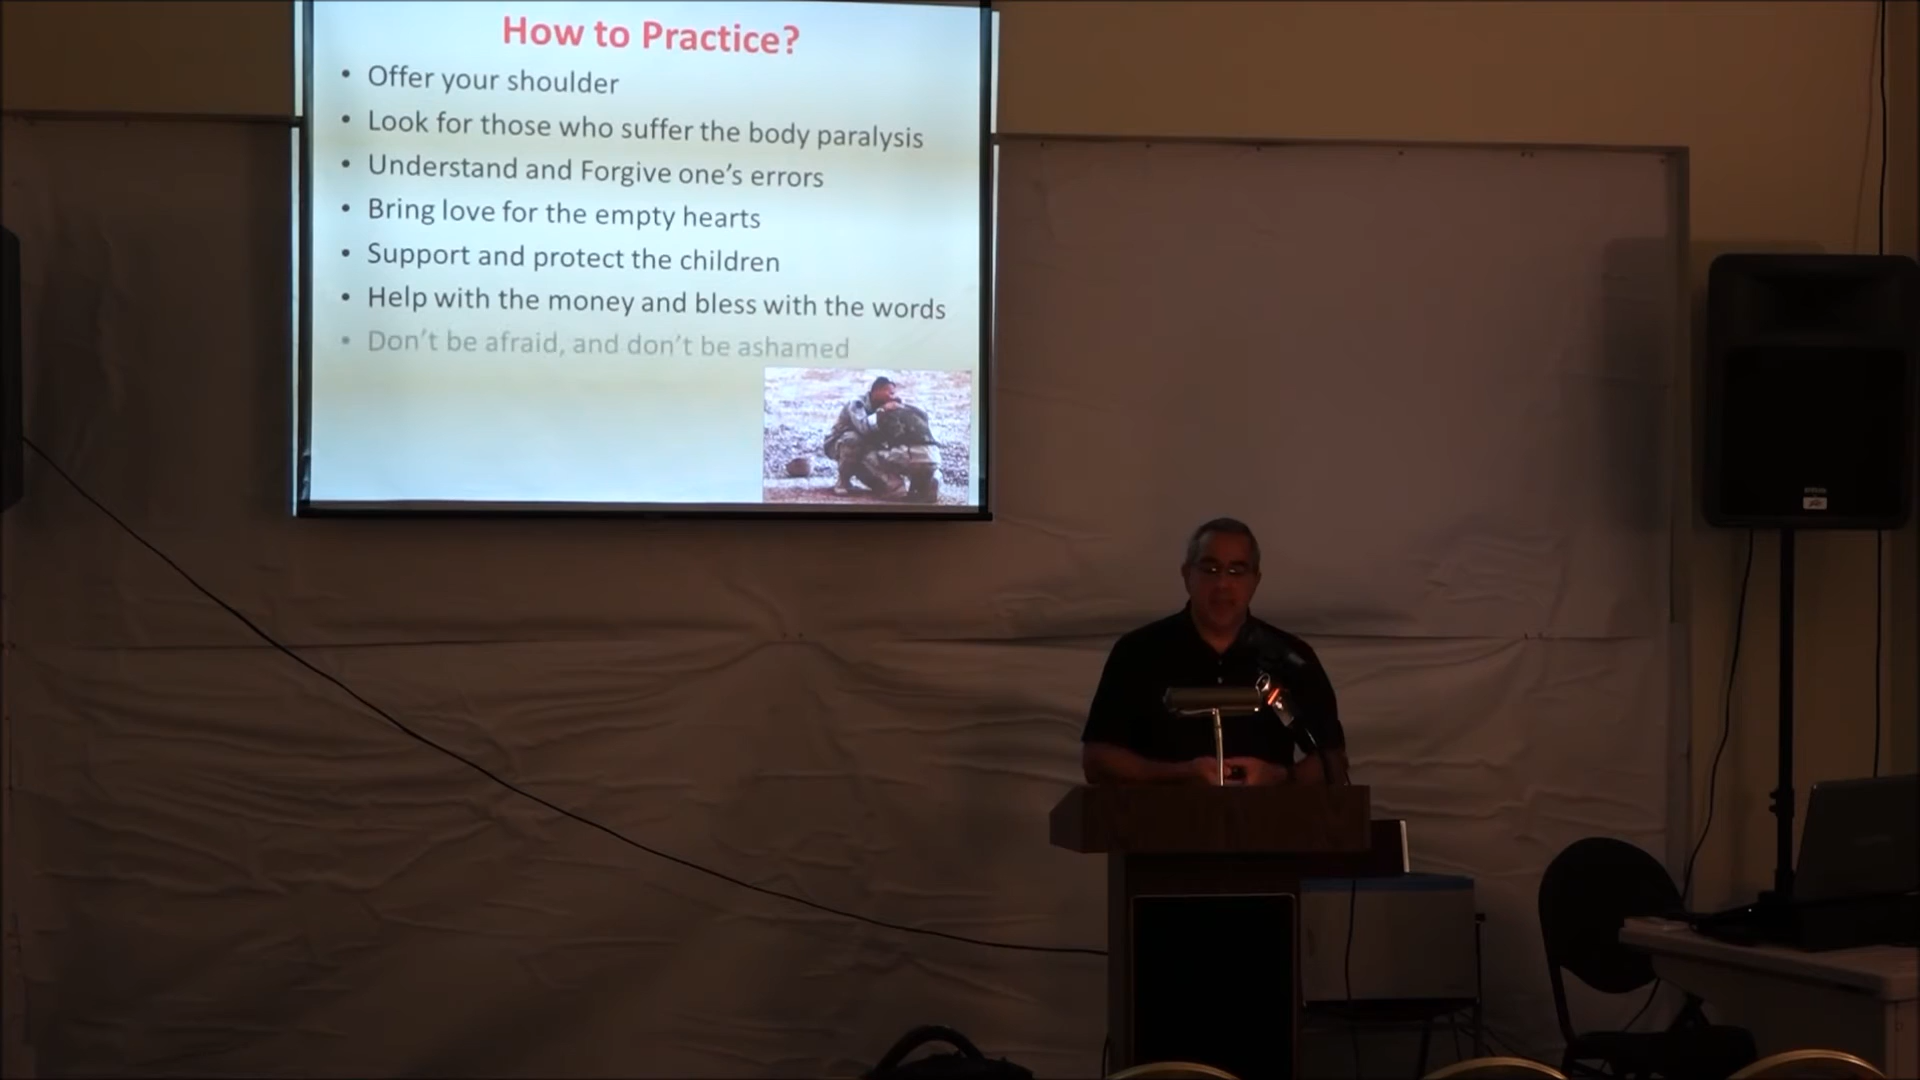 How to Practice?
• Offer your shoulder
• Look for those who suffer the body paralysis
• Understand and Forgive one's errors
• Bring love for the empty hearts
• Support and protect the children
• Help with the money and bless with the words
• Don't be afraid, and don't be ashamed